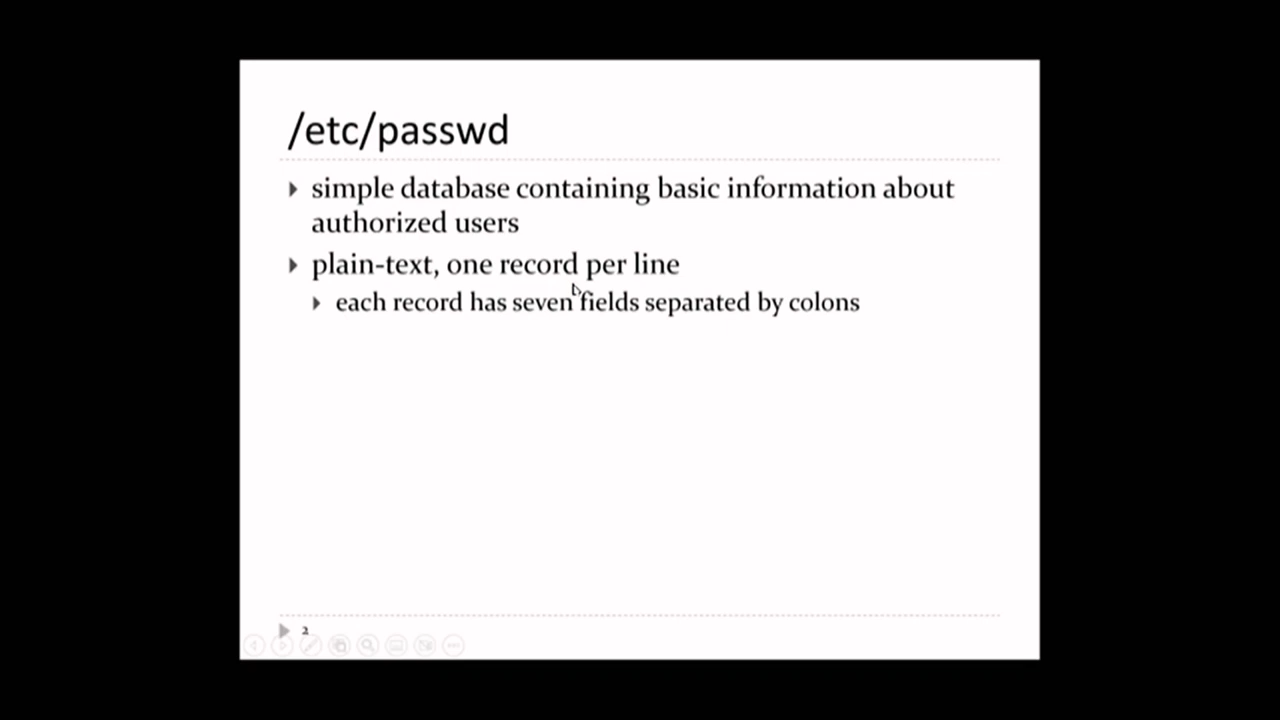 /etc/passwd
simple database containing basic information about
authorized users
plain-text, one record per line
each record has seven fields separated by colons
2